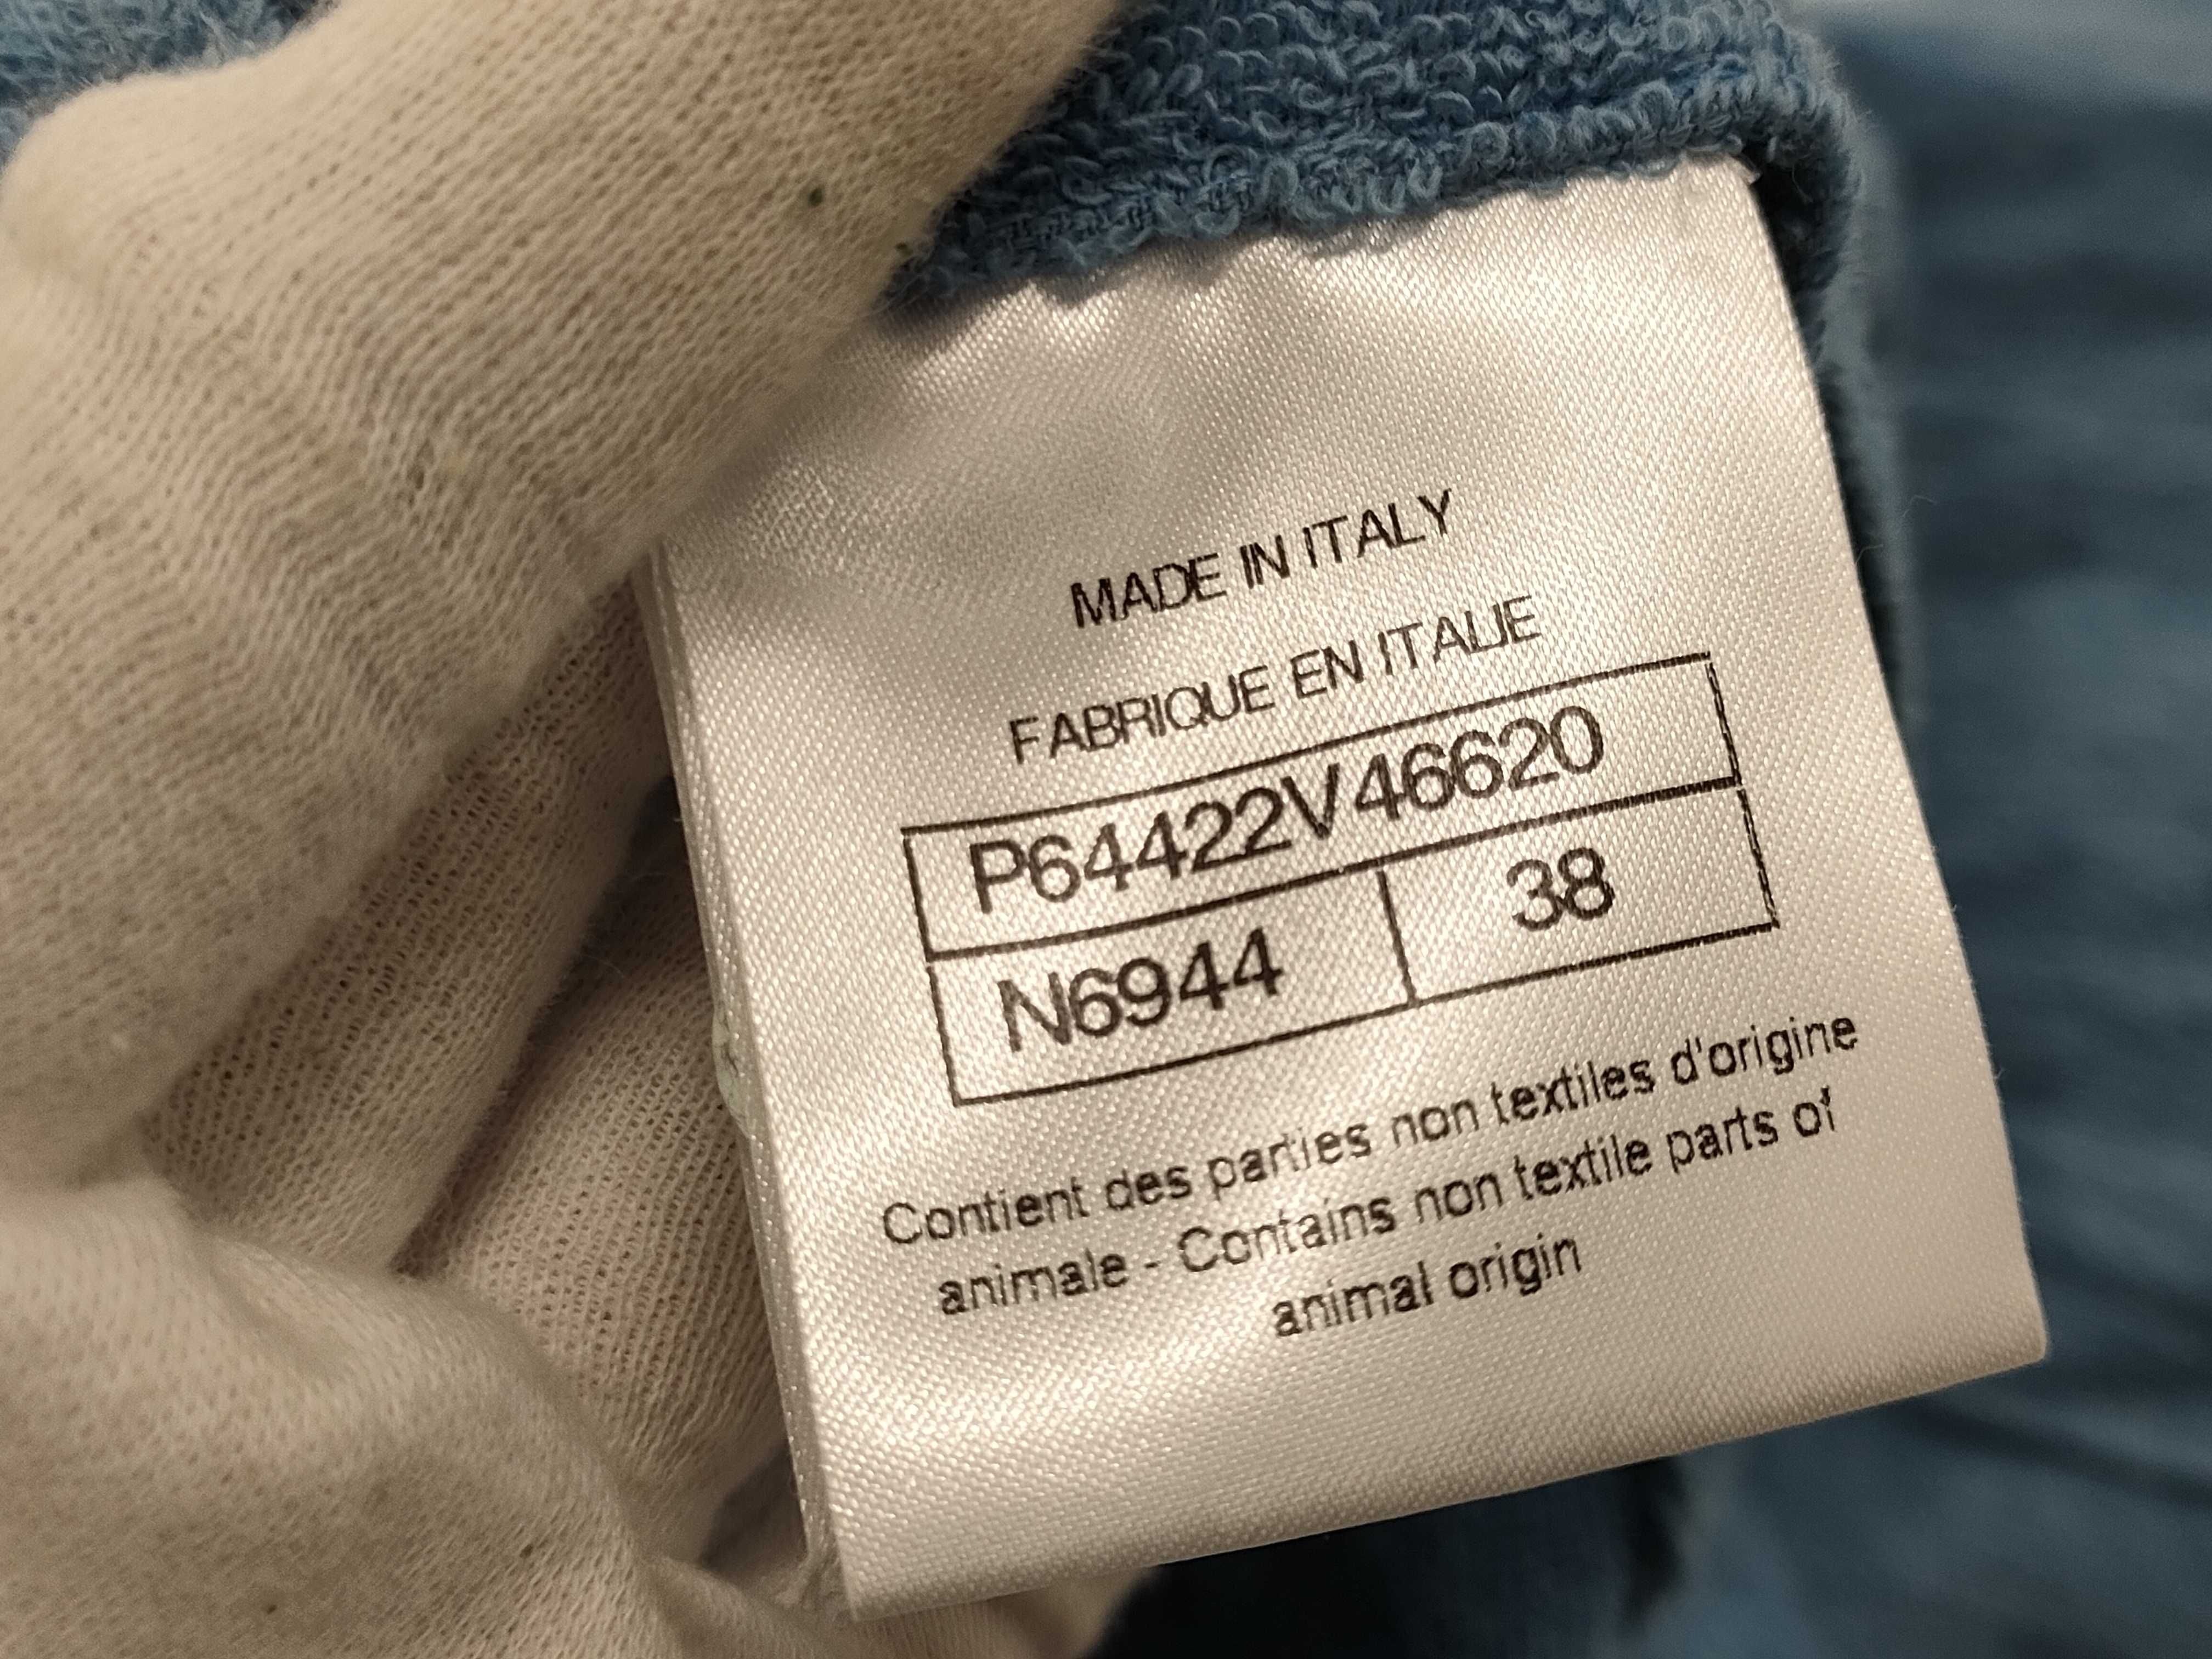 MADE IN ITALY
FABRIQUE EN ITALIE
P64422V46620
N6944 38
Contient des parties non textiles d'origine
animale - Contains non textile parts of
animal origin